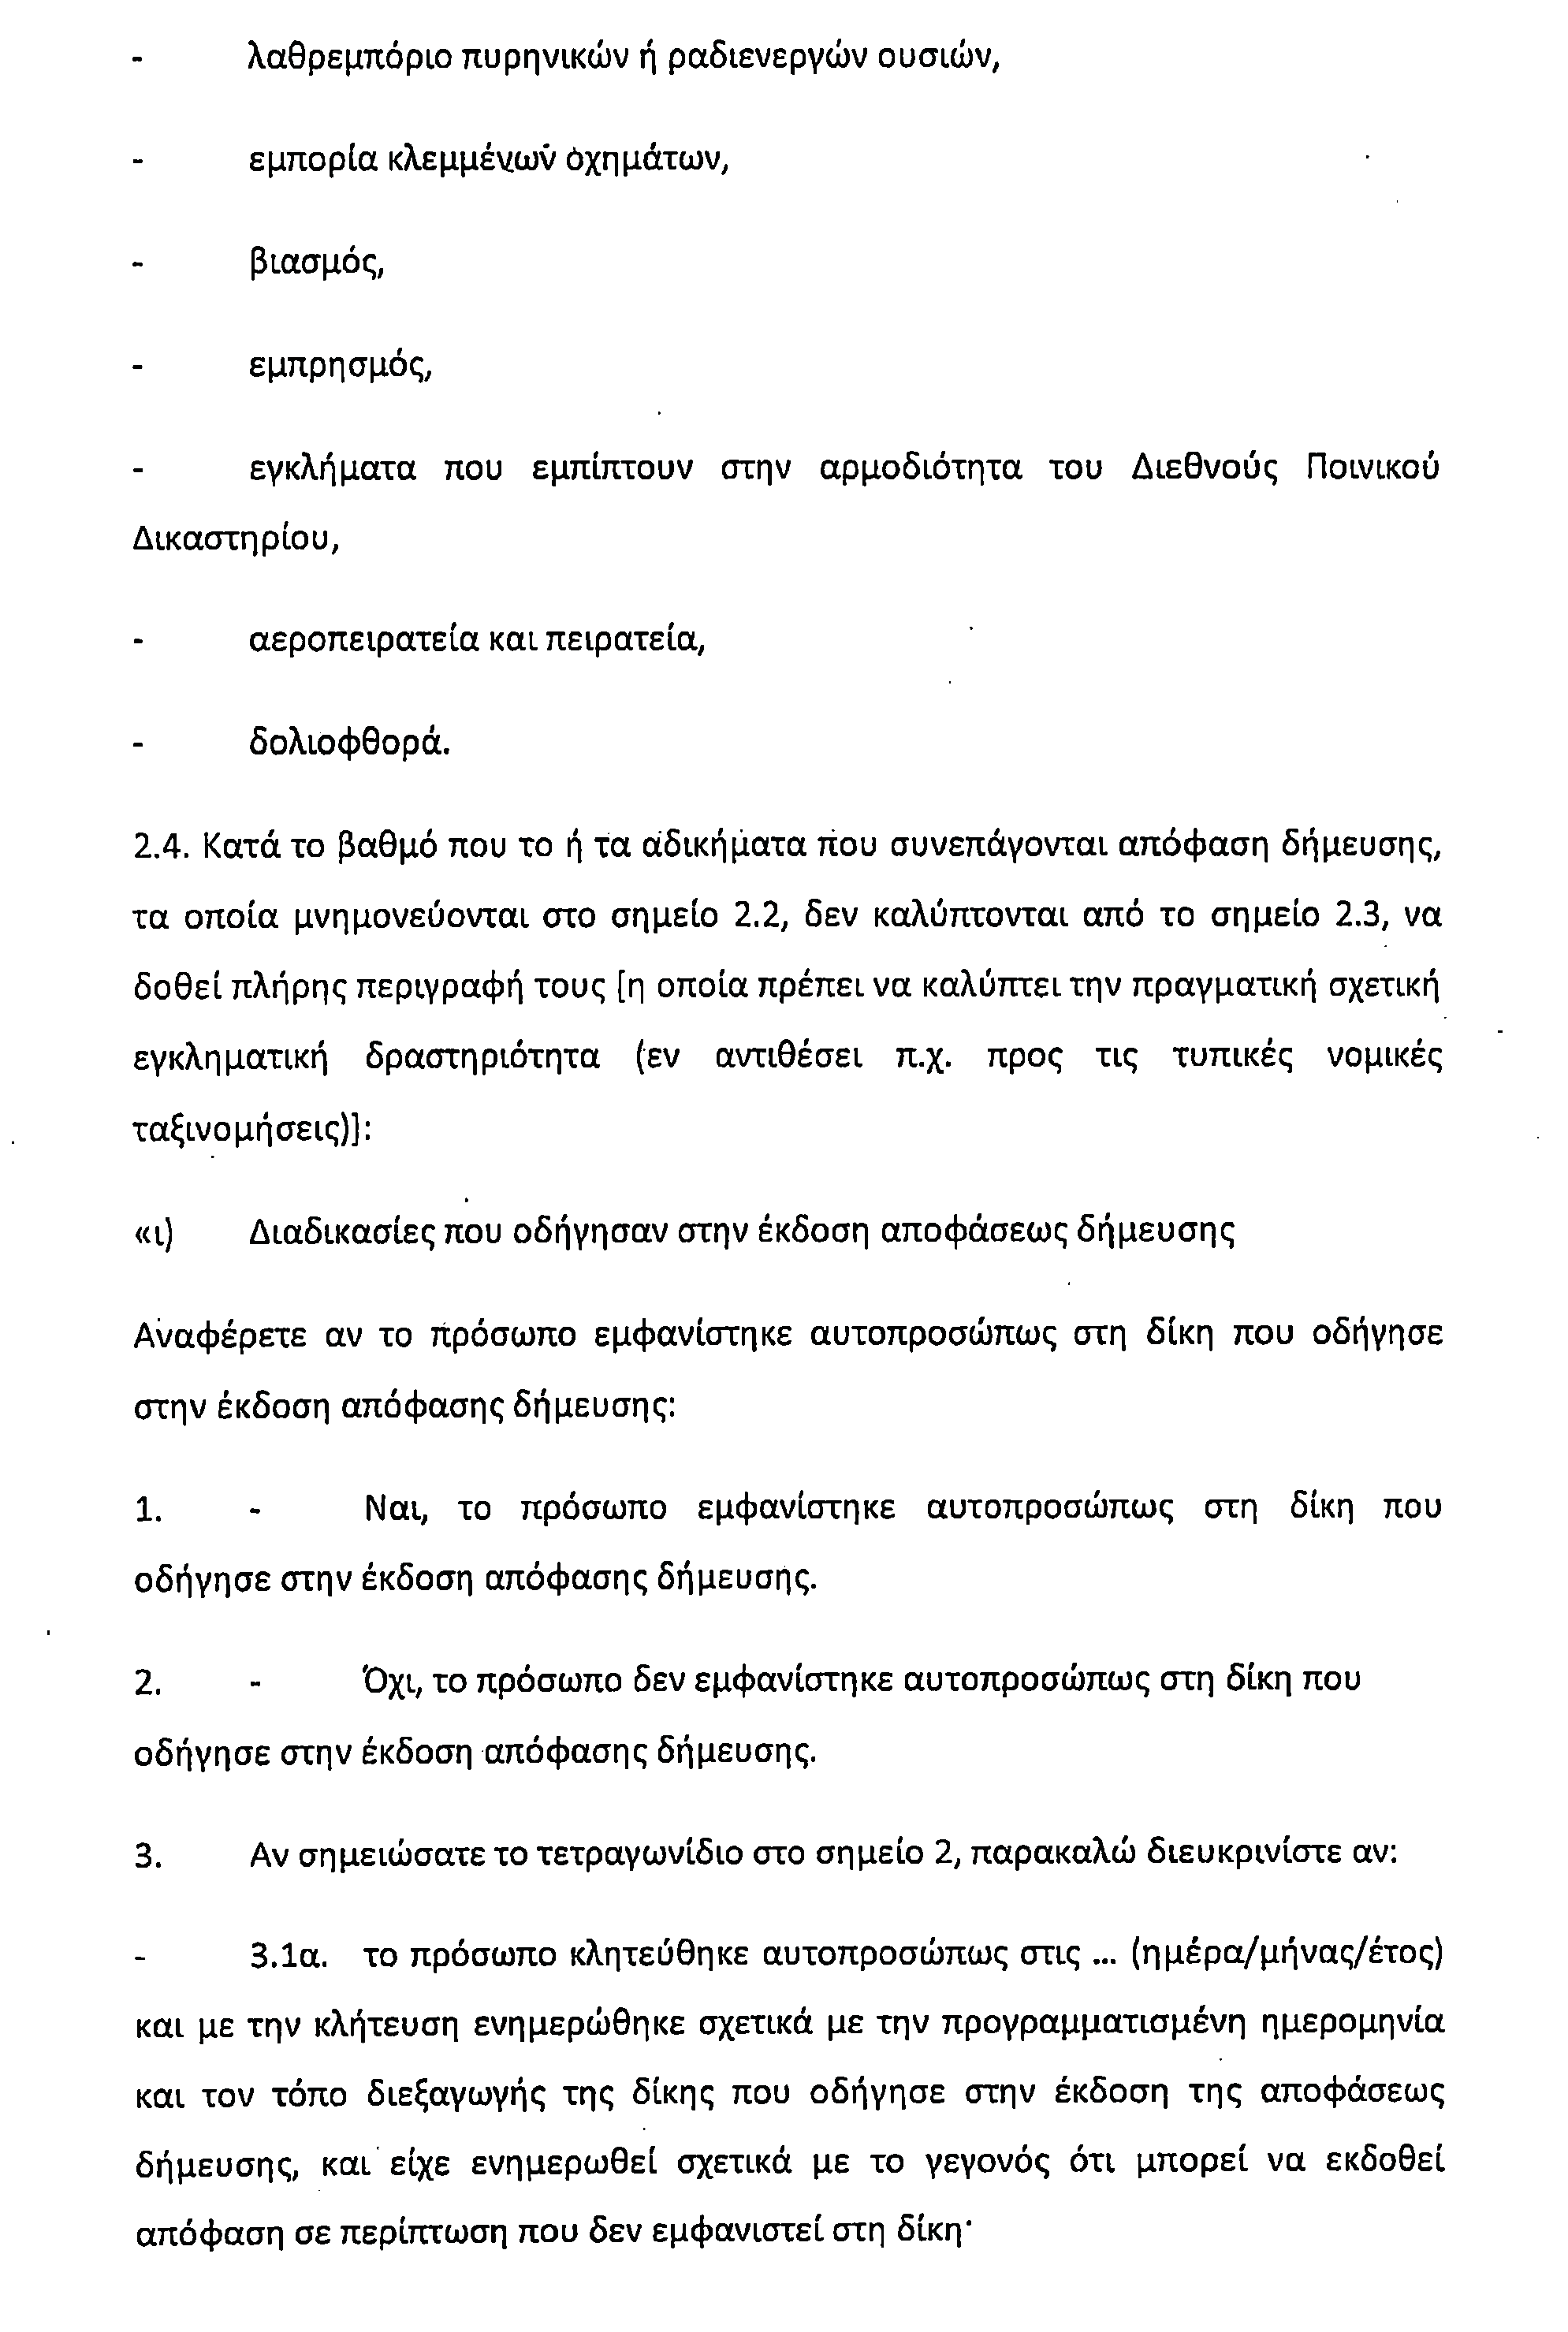 - λαθρεμπόριο πυρηνικών ή ραδιενεργών ουσιών,
- εμπορία κλεμμένων οχημάτων,
- βιασμός,
- εμπρησμός,
- εγκλήματα που εμπίπτουν στην αρμοδιότητα του Διεθνούς Ποινικού
Δικαστηρίου,
- αεροπειρατεία και πειρατεία,
- δολιοφθορά.
2.4. Κατά το βαθμό που το ή τα αδικήματα που συνεπάγονται απόφαση δήμευσης,
τα οποία μνημονεύονται στο σημείο 2.2, δεν καλύπτονται από το σημείο 2.3, να
δοθεί πλήρης περιγραφή τους [η οποία πρέπει να καλύπτει την πραγματική σχετική
εγκληματική δραστηριότητα (εν αντιθέσει π.χ. προς τις τυπικές νομικές
ταξινομήσεις)]:
«ι) Διαδικασίες που οδήγησαν στην έκδοση αποφάσεως δήμευσης
Αναφέρετε αν το πρόσωπο εμφανίστηκε αυτοπροσώπως στη δίκη που οδήγησε
στην έκδοση απόφασης δήμευσης:
1. - Ναι, το πρόσωπο εμφανίστηκε αυτοπροσώπως στη δίκη που
οδήγησε στην έκδοση απόφασης δήμευσης.
2. - Όχι, το πρόσωπο δεν εμφανίστηκε αυτοπροσώπως στη δίκη που
οδήγησε στην έκδοση απόφασης δήμευσης.
3. Αν σημειώσατε το τετραγωνίδιο στο σημείο 2, παρακαλώ διευκρινίστε αν:
- 3.1α. το πρόσωπο κλητεύθηκε αυτοπροσώπως στις ... (ημέρα/μήνας/έτος)
και με την κλήτευση ενημερώθηκε σχετικά με την προγραμματισμένη ημερομηνία
και τον τόπο διεξαγωγής της δίκης που οδήγησε στην έκδοση της αποφάσεως
δήμευσης, και είχε ενημερωθεί σχετικά με το γεγονός ότι μπορεί να εκδοθεί
απόφαση σε περίπτωση που δεν εμφανιστεί στη δίκη·